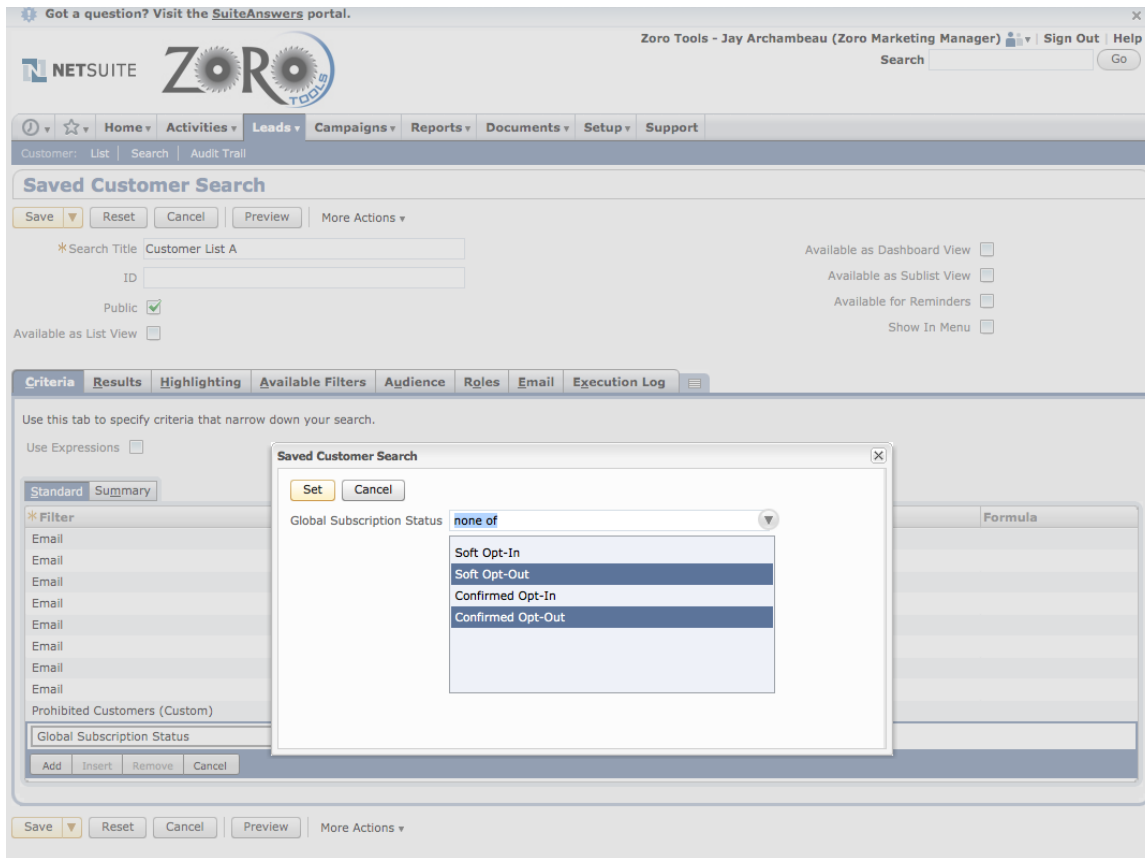 Got a question? Visit the SuiteAnswers portal.
Zoro Tools - Jay Archambeau (Zoro Marketing Manager) Sign Out Help
NETSUITE ZORO TOOLS Search Go
Home Activities Leads Campaigns Reports Documents Setup Support
Customer: List Search Audit Trail
Saved Customer Search
Save Reset Cancel Preview More Actions
*Search Title Customer List A Available as Dashboard View
ID Available as Sublist View
Public Available for Reminders
Available as List View Show In Menu
Criteria Results Highlighting Available Filters Audience Roles Email Execution Log
Use this tab to specify criteria that narrow down your search.
Use Expressions
Saved Customer Search
Set Cancel
Global Subscription Status none of
Soft Opt-In
Soft Opt-Out
Confirmed Opt-In
Confirmed Opt-Out
Standard Summary
*Filter Formula
Email
Email
Email
Email
Email
Email
Email
Email
Prohibited Customers (Custom)
Global Subscription Status
Add Insert Remove Cancel
Save Reset Cancel Preview More Actions